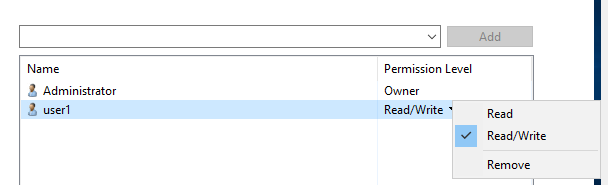 Add
Name Permission Level
Administrator Owner
user1 Read/Write
Read
Read/Write
Remove